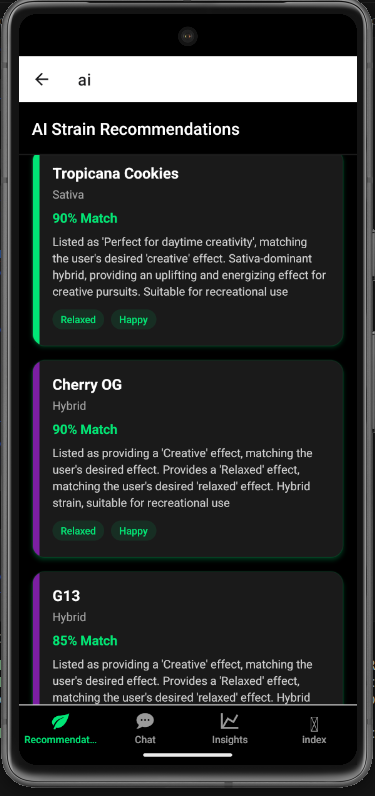 ai
AI Strain Recommendations
Tropicana Cookies
Sativa
90% Match
Listed as 'Perfect for daytime creativity', matching
the user's desired 'creative' effect. Sativa-dominant
hybrid, providing an uplifting and energizing effect for
creative pursuits. Suitable for recreational use
Relaxed Happy
Cherry OG
Hybrid
90% Match
Listed as providing a 'Creative' effect, matching the
user's desired effect. Provides a 'Relaxed' effect,
matching the user's desired 'relaxed' effect. Hybrid
strain, suitable for recreational use
Relaxed Happy
G13
Hybrid
85% Match
Listed as providing a 'Creative' effect, matching the
user's desired effect. Provides a 'Relaxed' effect,
matching the user's desired 'relaxed' effect. Hybrid
Recommendat... Chat Insights index